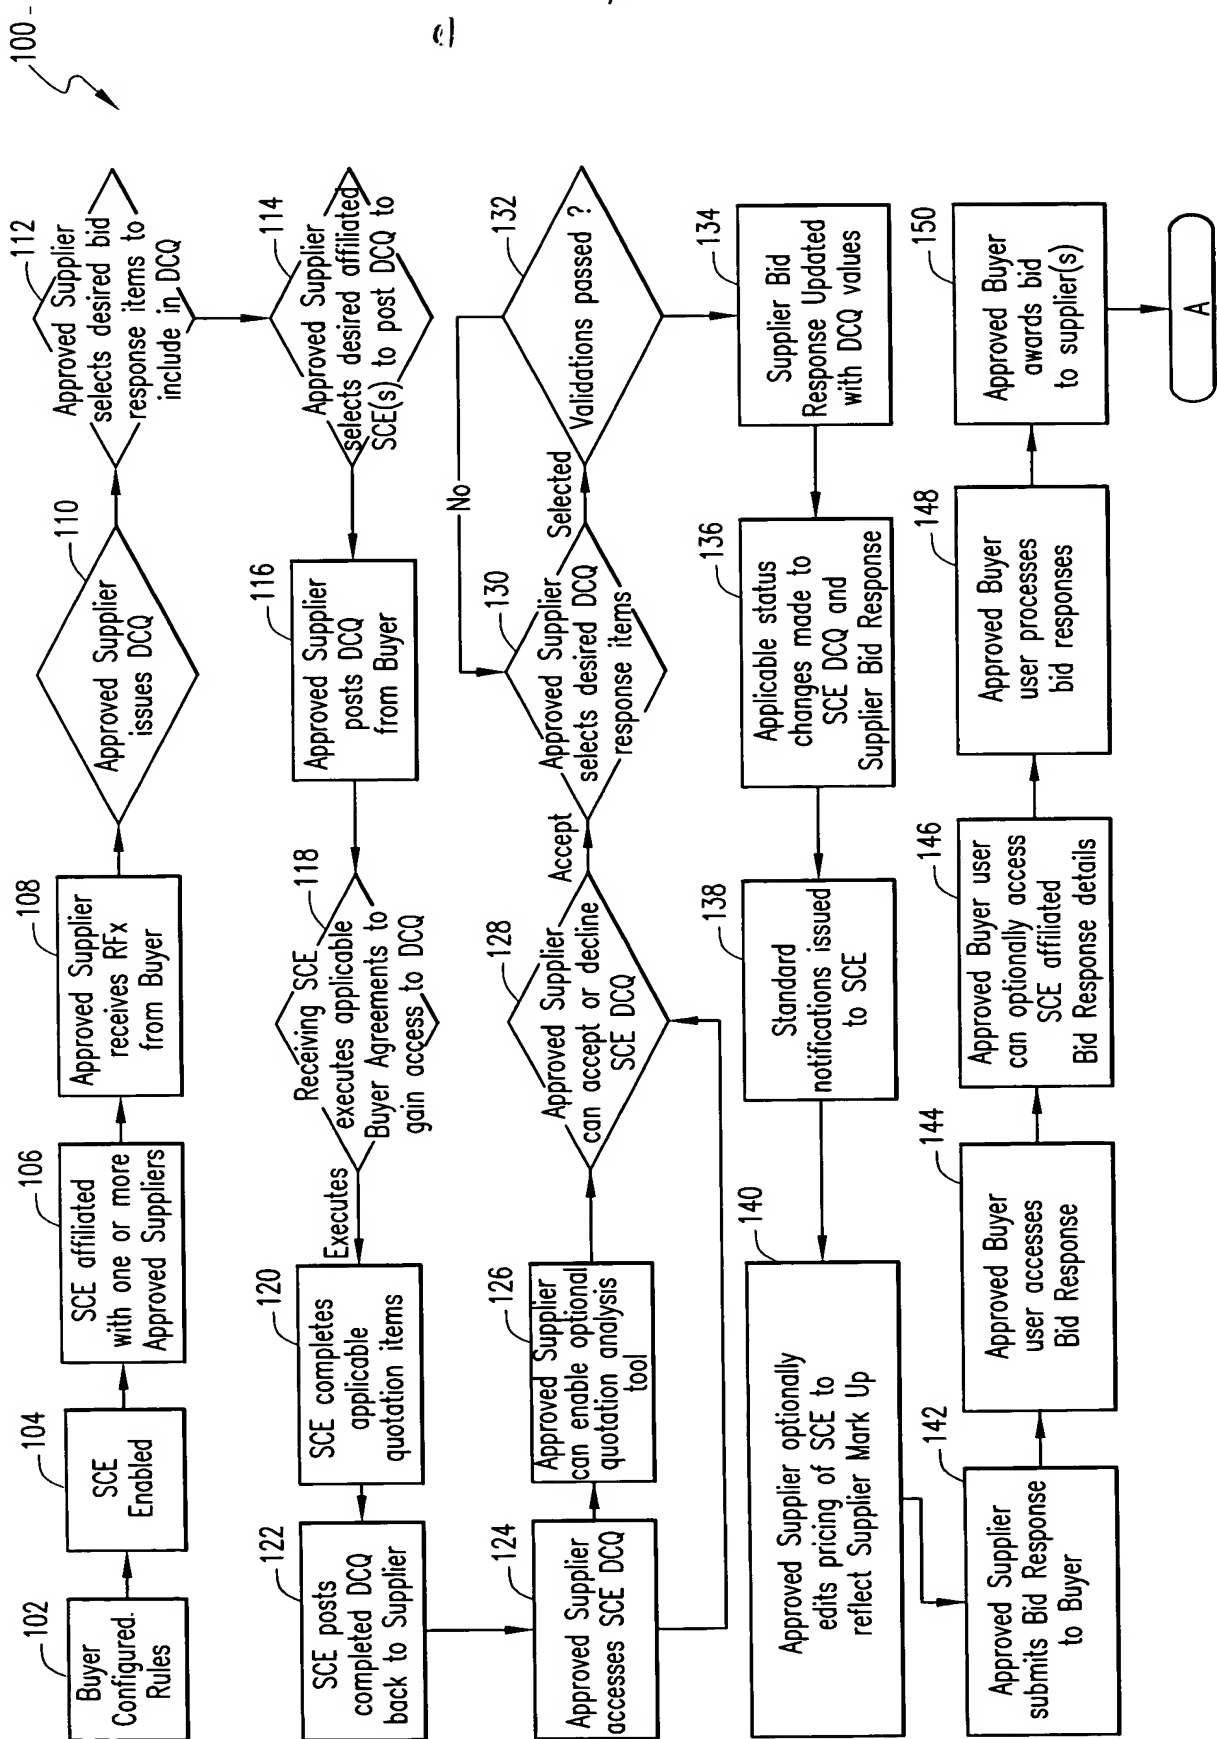 100
102
Buyer
Configured.
Rules
104
SCE
Enabled
106
SCE affiliated
with one or more
Approved Suppliers
108
Approved Supplier
receives RFx
from Buyer
110
Approved Supplier
issues DCQ
112
Approved Supplier
selects desired bid
response items to
include in DCQ
114
Approved Supplier
selects desired affiliated
SCE(s) to post DCQ to
116
Approved Supplier
posts DCQ
from Buyer
118
Receiving SCE
executes applicable
Buyer Agreements to
gain access to DCQ
Executes
120
SCE completes
applicable
quotation items
122
SCE posts
completed DCQ
back to Supplier
124
Approved Supplier
accesses SCE DCQ
126
Approved Supplier
can enable optional
quotation analysis
tool
128
Approved Supplier
can accept or decline
SCE DCQ
Accept
130
Approved Supplier
selects desired DCQ
response items
Selected
No
132
Validations passed ?
134
Supplier Bid
Response Updated
with DCQ values
136
Applicable status
changes made to
SCE DCQ and
Supplier Bid Response
138
Standard
notifications issued
to SCE
140
Approved Supplier optionally
edits pricing of SCE to
reflect Supplier Mark Up
142
Approved Supplier
submits Bid Response
to Buyer
144
Approved Buyer
user accesses
Bid Response
146
Approved Buyer user
can optionally access
SCE affiliated
Bid Response details
148
Approved Buyer
user processes
bid responses
150
Approved Buyer
awards bid
to supplier(s)
A